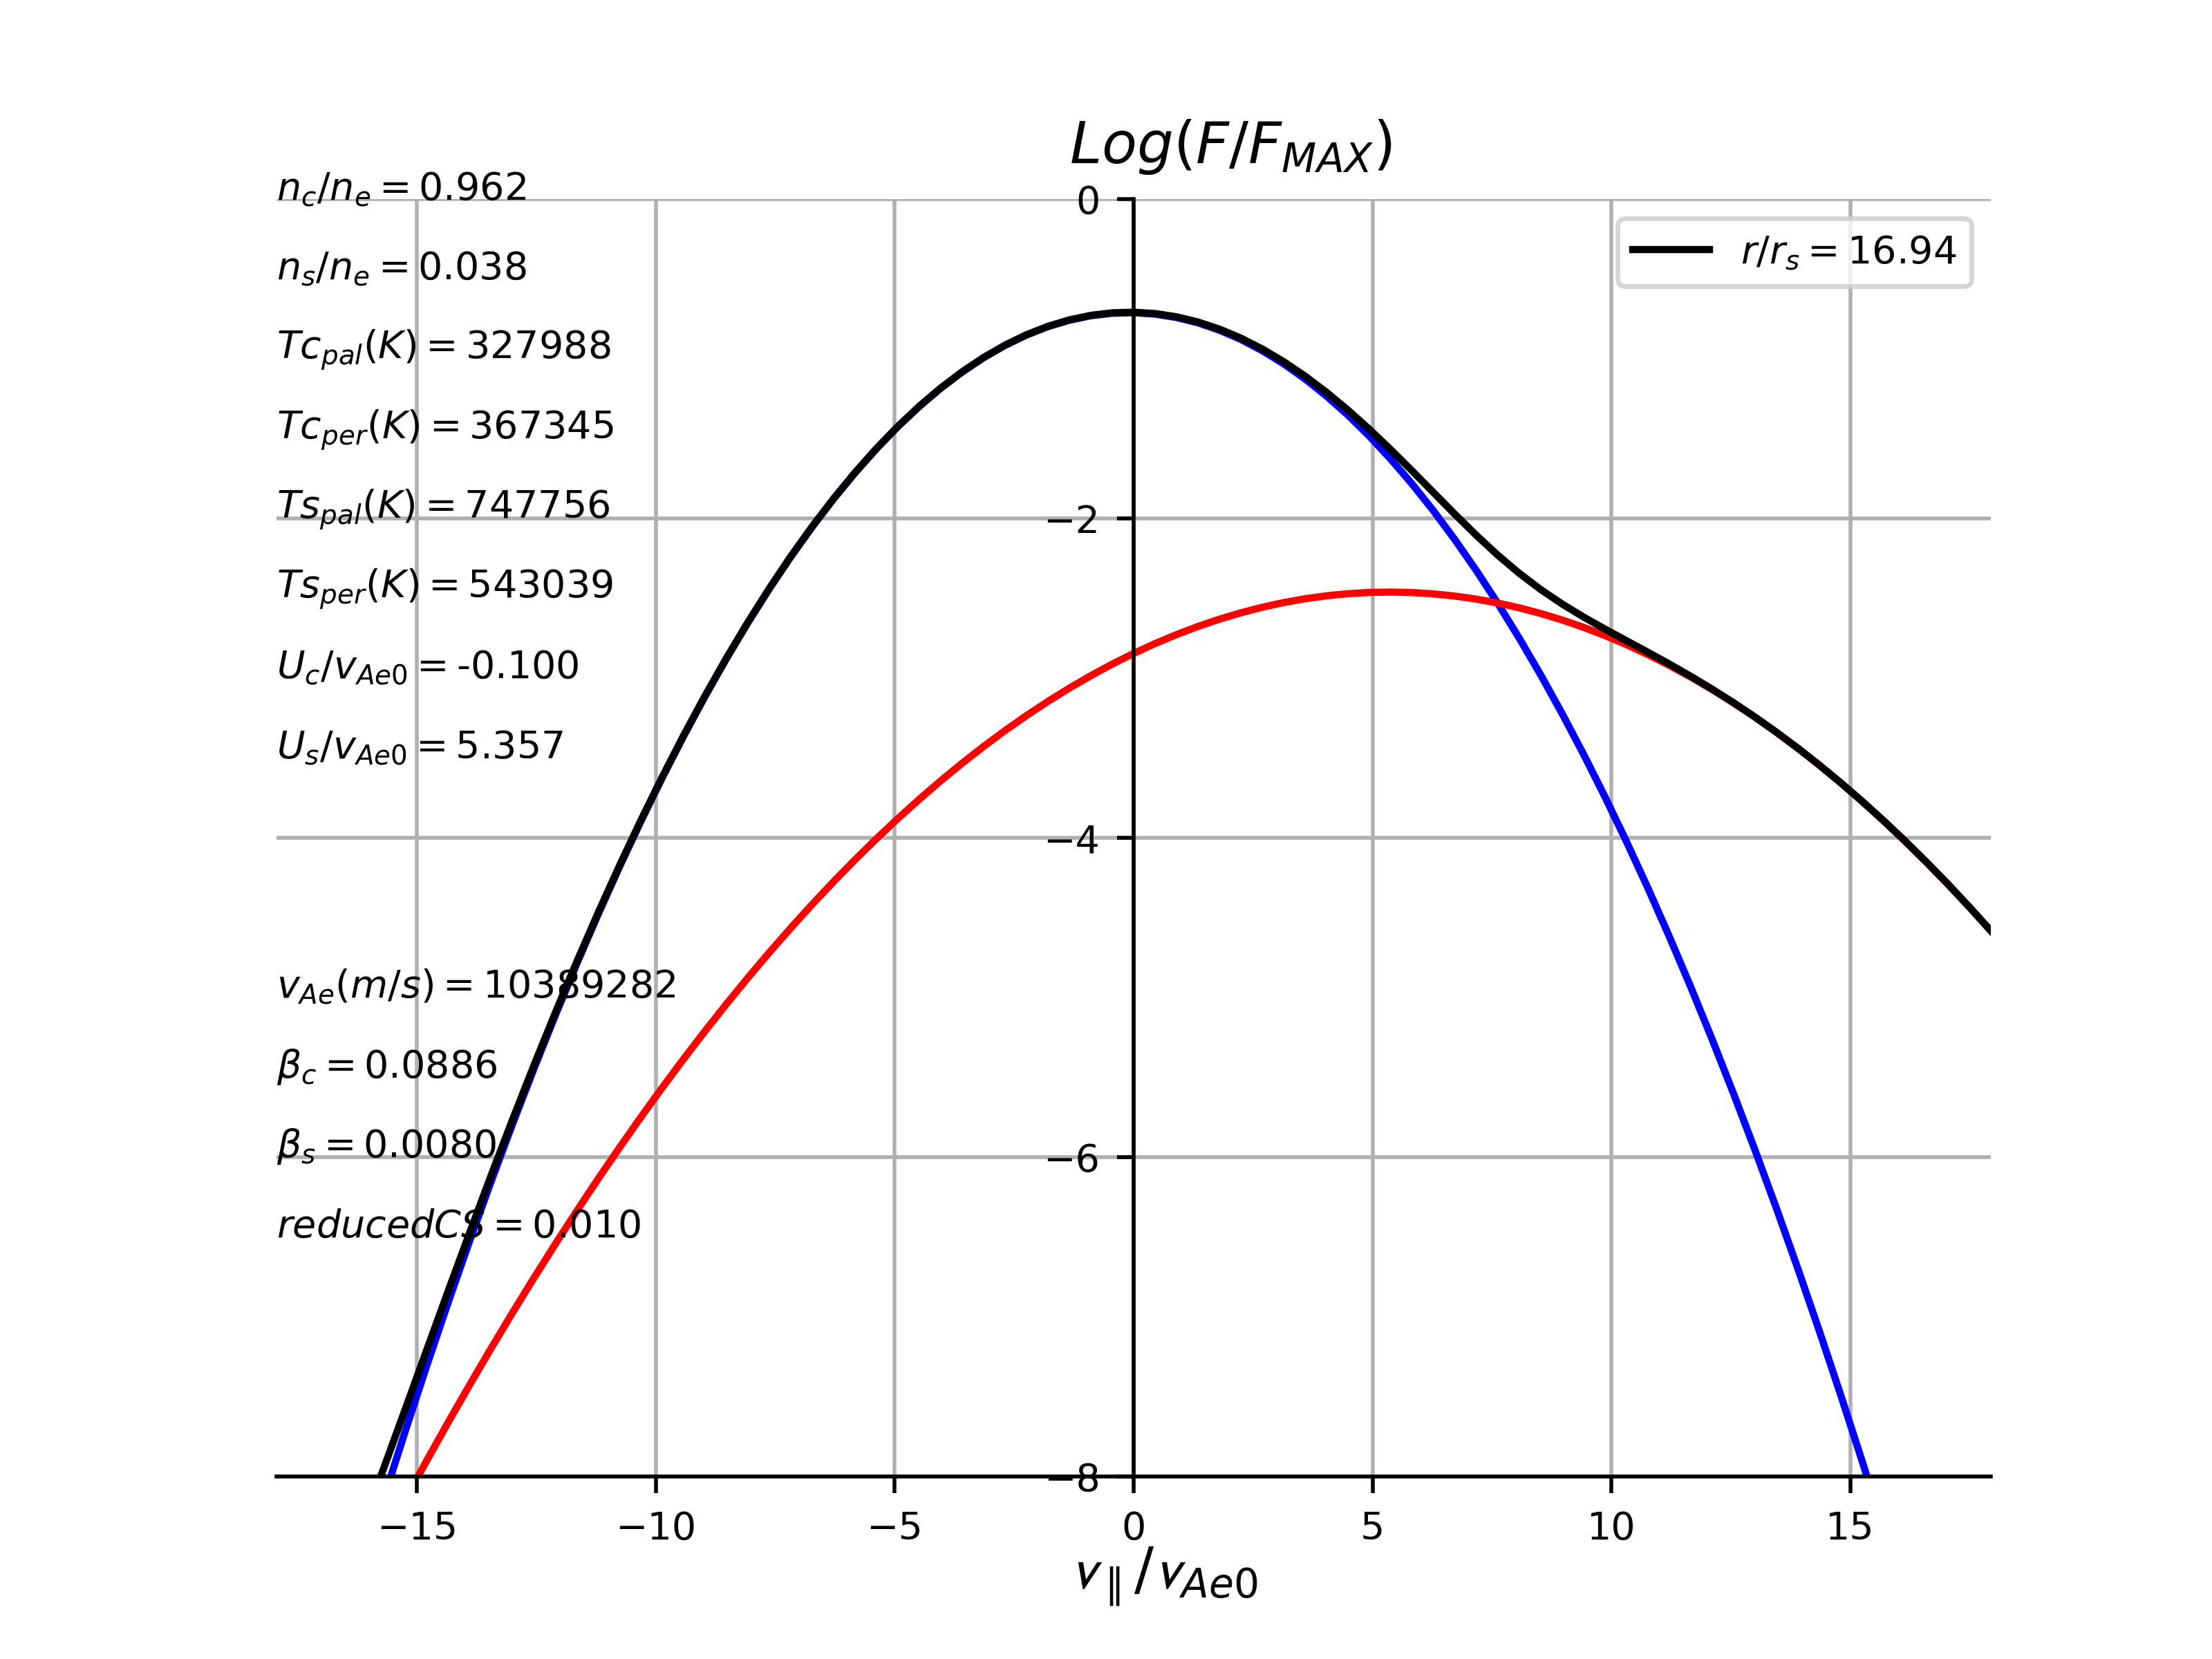 Log(F/F_MAX)
n_c/n_e = 0.962
0
r/r_s = 16.94
n_s/n_e = 0.038
Tc_pal(K) = 327988
Tc_per(K) = 367345
Ts_pal(K) = 747756
−2
Ts_per(K) = 543039
U_c/v_Ae0 = -0.100
U_s/v_Ae0 = 5.357
−4
v_Ae(m/s) = 10389282
β_c = 0.0886
β_s = 0.0080
−6
reducedCS = 0.010
−8
−15 −10 −5 0 5 10 15
v_∥/v_Ae0